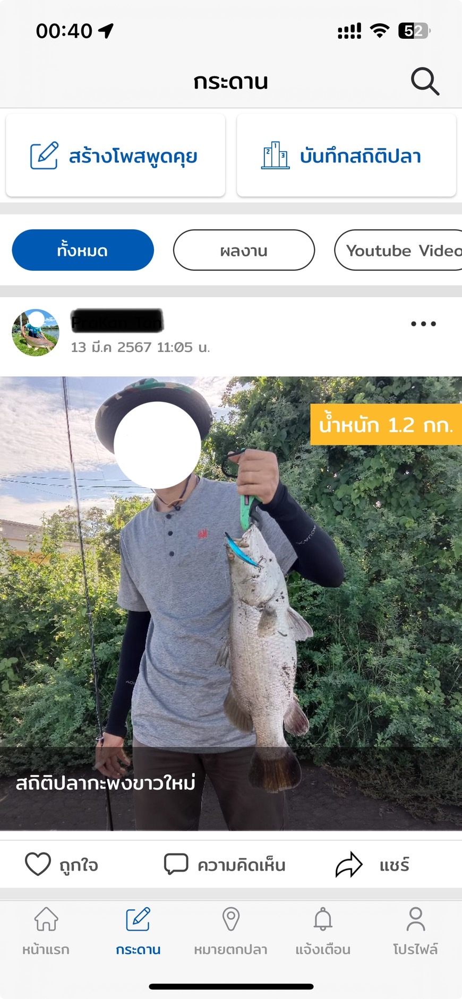 00:40
52
กระดาน
สร้างโพสพูดคุย
1 2 3
บันทึกสถิติปลา
ทั้งหมด
ผลงาน
Youtube Video
13 มี.ค 2567 11:05 น.
น้ำหนัก 1.2 กก.
H&M
สถิติปลากะพงขาวใหม่
ถูกใจ
ความคิดเห็น
แชร์
หน้าแรก
กระดาน
หมายตกปลา
แจ้งเตือน
โปรไฟล์